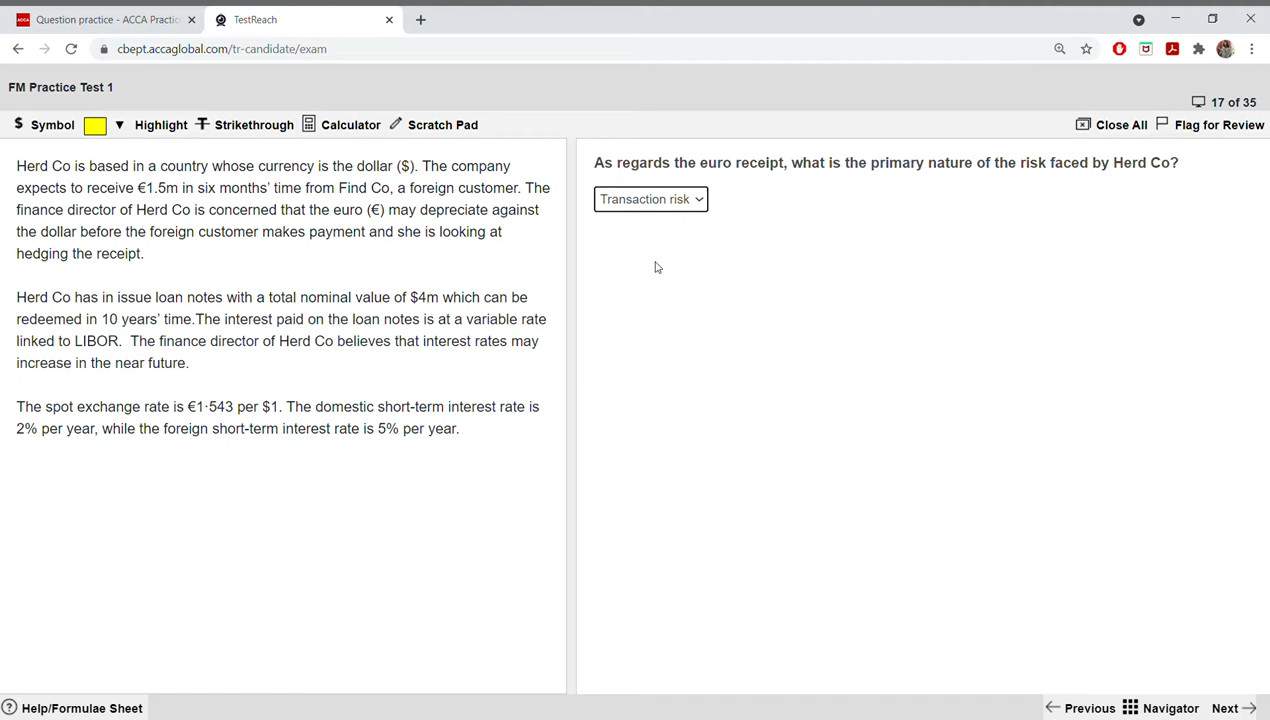 Question practice - ACCA Practic
TestReach
cbept.accaglobal.com/tr-candidate/exam
FM Practice Test 1
17 of 35
$ Symbol Highlight Strikethrough Calculator Scratch Pad Close All Flag for Review
Herd Co is based in a country whose currency is the dollar ($). The company
expects to receive €1.5m in six months’ time from Find Co, a foreign customer. The
finance director of Herd Co is concerned that the euro (€) may depreciate against
the dollar before the foreign customer makes payment and she is looking at
hedging the receipt.
Herd Co has in issue loan notes with a total nominal value of $4m which can be
redeemed in 10 years’ time.The interest paid on the loan notes is at a variable rate
linked to LIBOR. The finance director of Herd Co believes that interest rates may
increase in the near future.
The spot exchange rate is €1·543 per $1. The domestic short-term interest rate is
2% per year, while the foreign short-term interest rate is 5% per year.
As regards the euro receipt, what is the primary nature of the risk faced by Herd Co?
Transaction risk
Help/Formulae Sheet
Previous Navigator Next